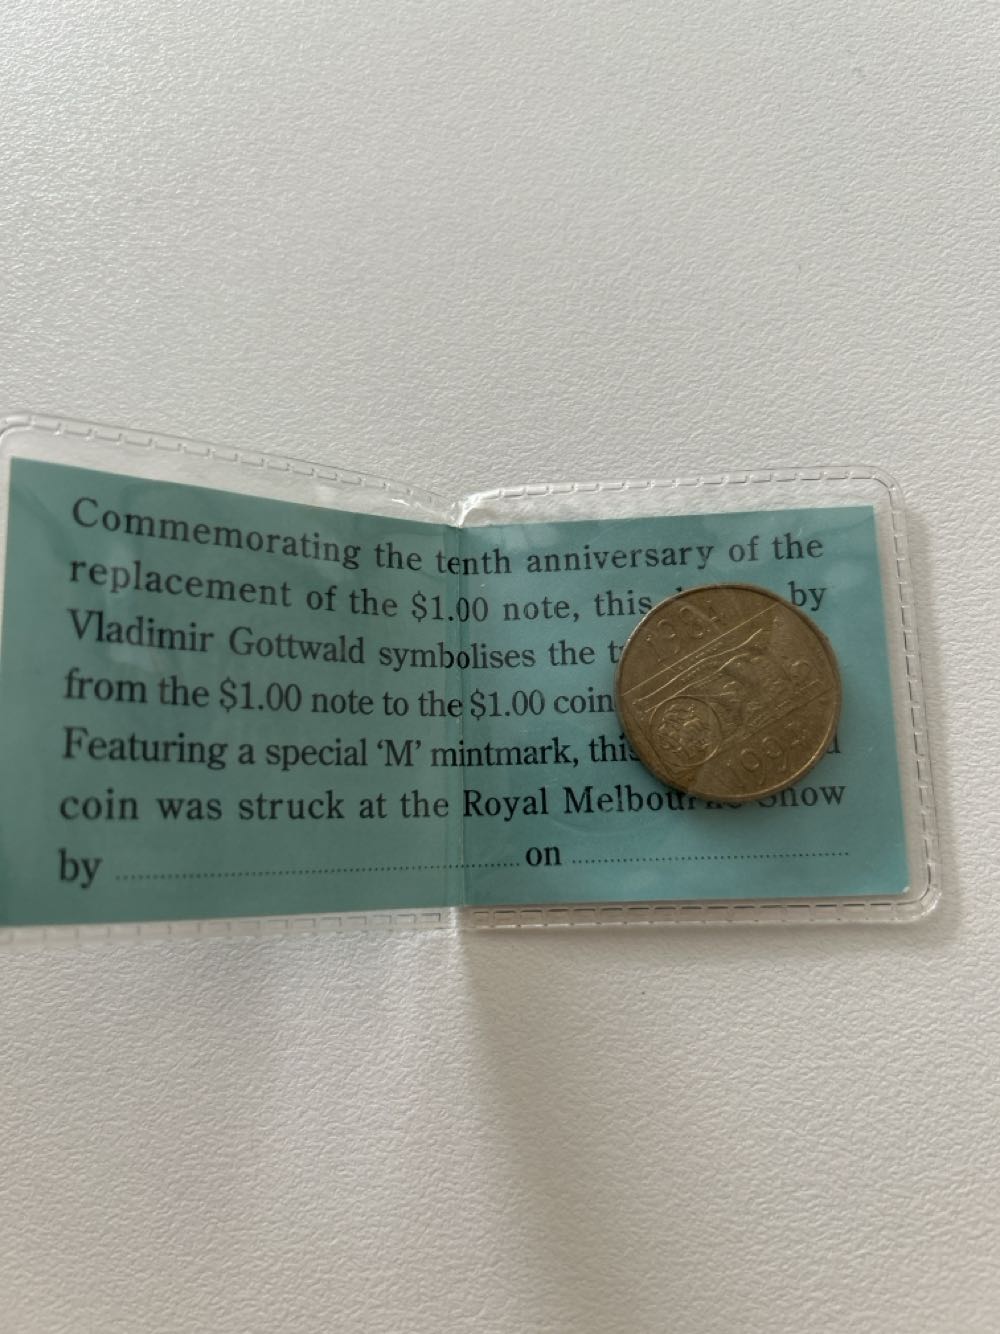 Commemorating the tenth anniversary of the
replacement of the $1.00 note, this by
Vladimir Gottwald symbolises the
from the $1.00 note to the $1.00 coin
Featuring a special ‘M’ mintmark,
coin was struck at the Royal Melbourne Show
by ........................................ on ........................................
1984